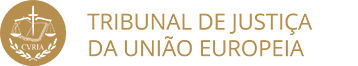 CVRIA
TRIBUNAL DE JUSTIÇA
DA UNIÃO EUROPEIA